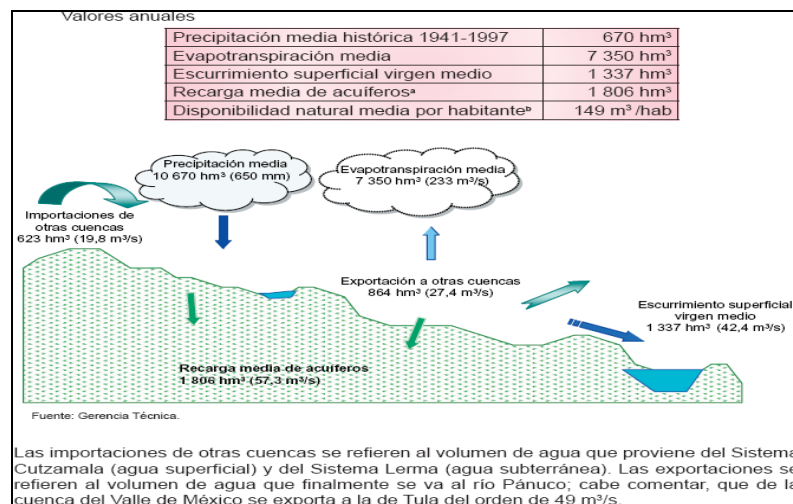 Valores anuales
Precipitación media histórica 1941-1997 670 hm³
Evapotranspiración media 7 350 hm³
Escurrimiento superficial virgen medio 1 337 hm³
Recarga media de acuíferosᵃ 1 806 hm³
Disponibilidad natural media por habitanteᵇ 149 m³ /hab
Precipitación media
10 670 hm³ (650 mm)
Evapotranspiración media
7 350 hm³ (233 m³/s)
Importaciones de
otras cuencas
623 hm³ (19,8 m³/s)
Exportación a otras cuencas
864 hm³ (27,4 m³/s)
Escurrimiento superficial
virgen medio
1 337 hm³ (42,4 m³/s)
Recarga media de acuíferos
1 806 hm³ (57,3 m³/s)
Fuente: Gerencia Técnica.
Las importaciones de otras cuencas se refieren al volumen de agua que proviene del Sistema
Cutzamala (agua superficial) y del Sistema Lerma (agua subterránea). Las exportaciones se
refieren al volumen de agua que finalmente se va al río Pánuco; cabe comentar, que de la
cuenca del Valle de México se exporta a la de Tula del orden de 49 m³/s.